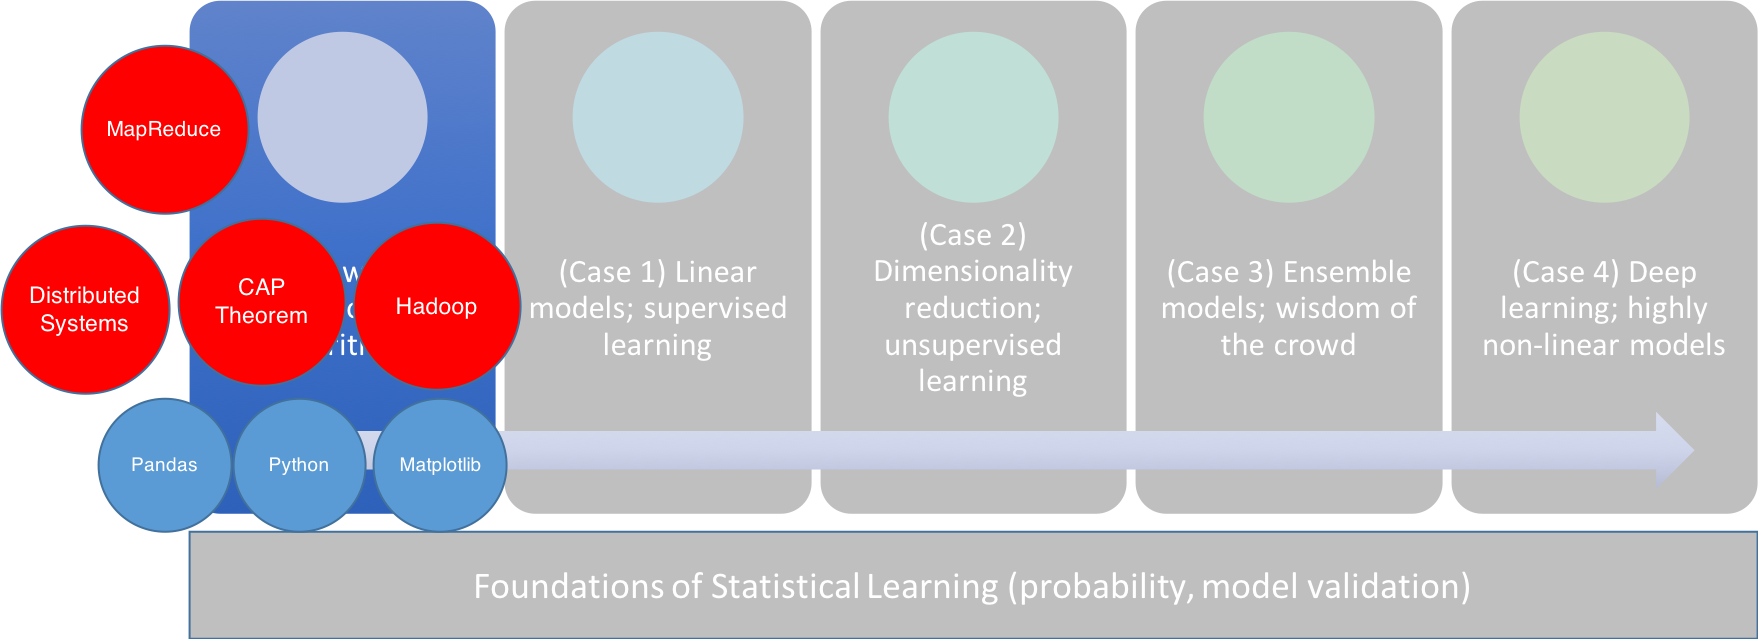 MapReduce
Distributed
Systems
CAP
Theorem
Hadoop
Pandas
Python
Matplotlib
(Case 1) Linear
models; supervised
learning
(Case 2)
Dimensionality
reduction;
unsupervised
learning
(Case 3) Ensemble
models; wisdom of
the crowd
(Case 4) Deep
learning; highly
non-linear models
Foundations of Statistical Learning (probability, model validation)